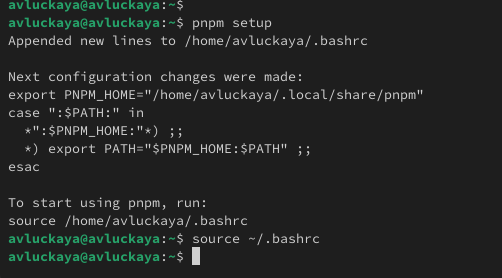 avluckaya@avluckaya:~$
avluckaya@avluckaya:~$ pnpm setup
Appended new lines to /home/avluckaya/.bashrc

Next configuration changes were made:
export PNPM_HOME="/home/avluckaya/.local/share/pnpm"
case ":$PATH:" in
  *":$PNPM_HOME:"*) ;;
  *) export PATH="$PNPM_HOME:$PATH" ;;
esac

To start using pnpm, run:
source /home/avluckaya/.bashrc
avluckaya@avluckaya:~$ source ~/.bashrc
avluckaya@avluckaya:~$